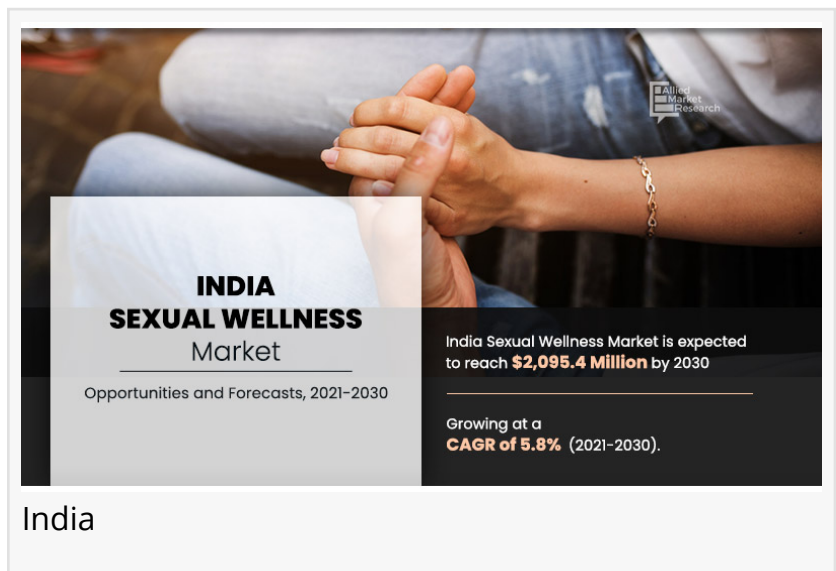 Allied
Market
Research
INDIA
SEXUAL WELLNESS
Market
Opportunities and Forecasts, 2021-2030
India Sexual Wellness Market is expected
to reach $2,095.4 Million by 2030
Growing at a
CAGR of 5.8% (2021-2030).
India